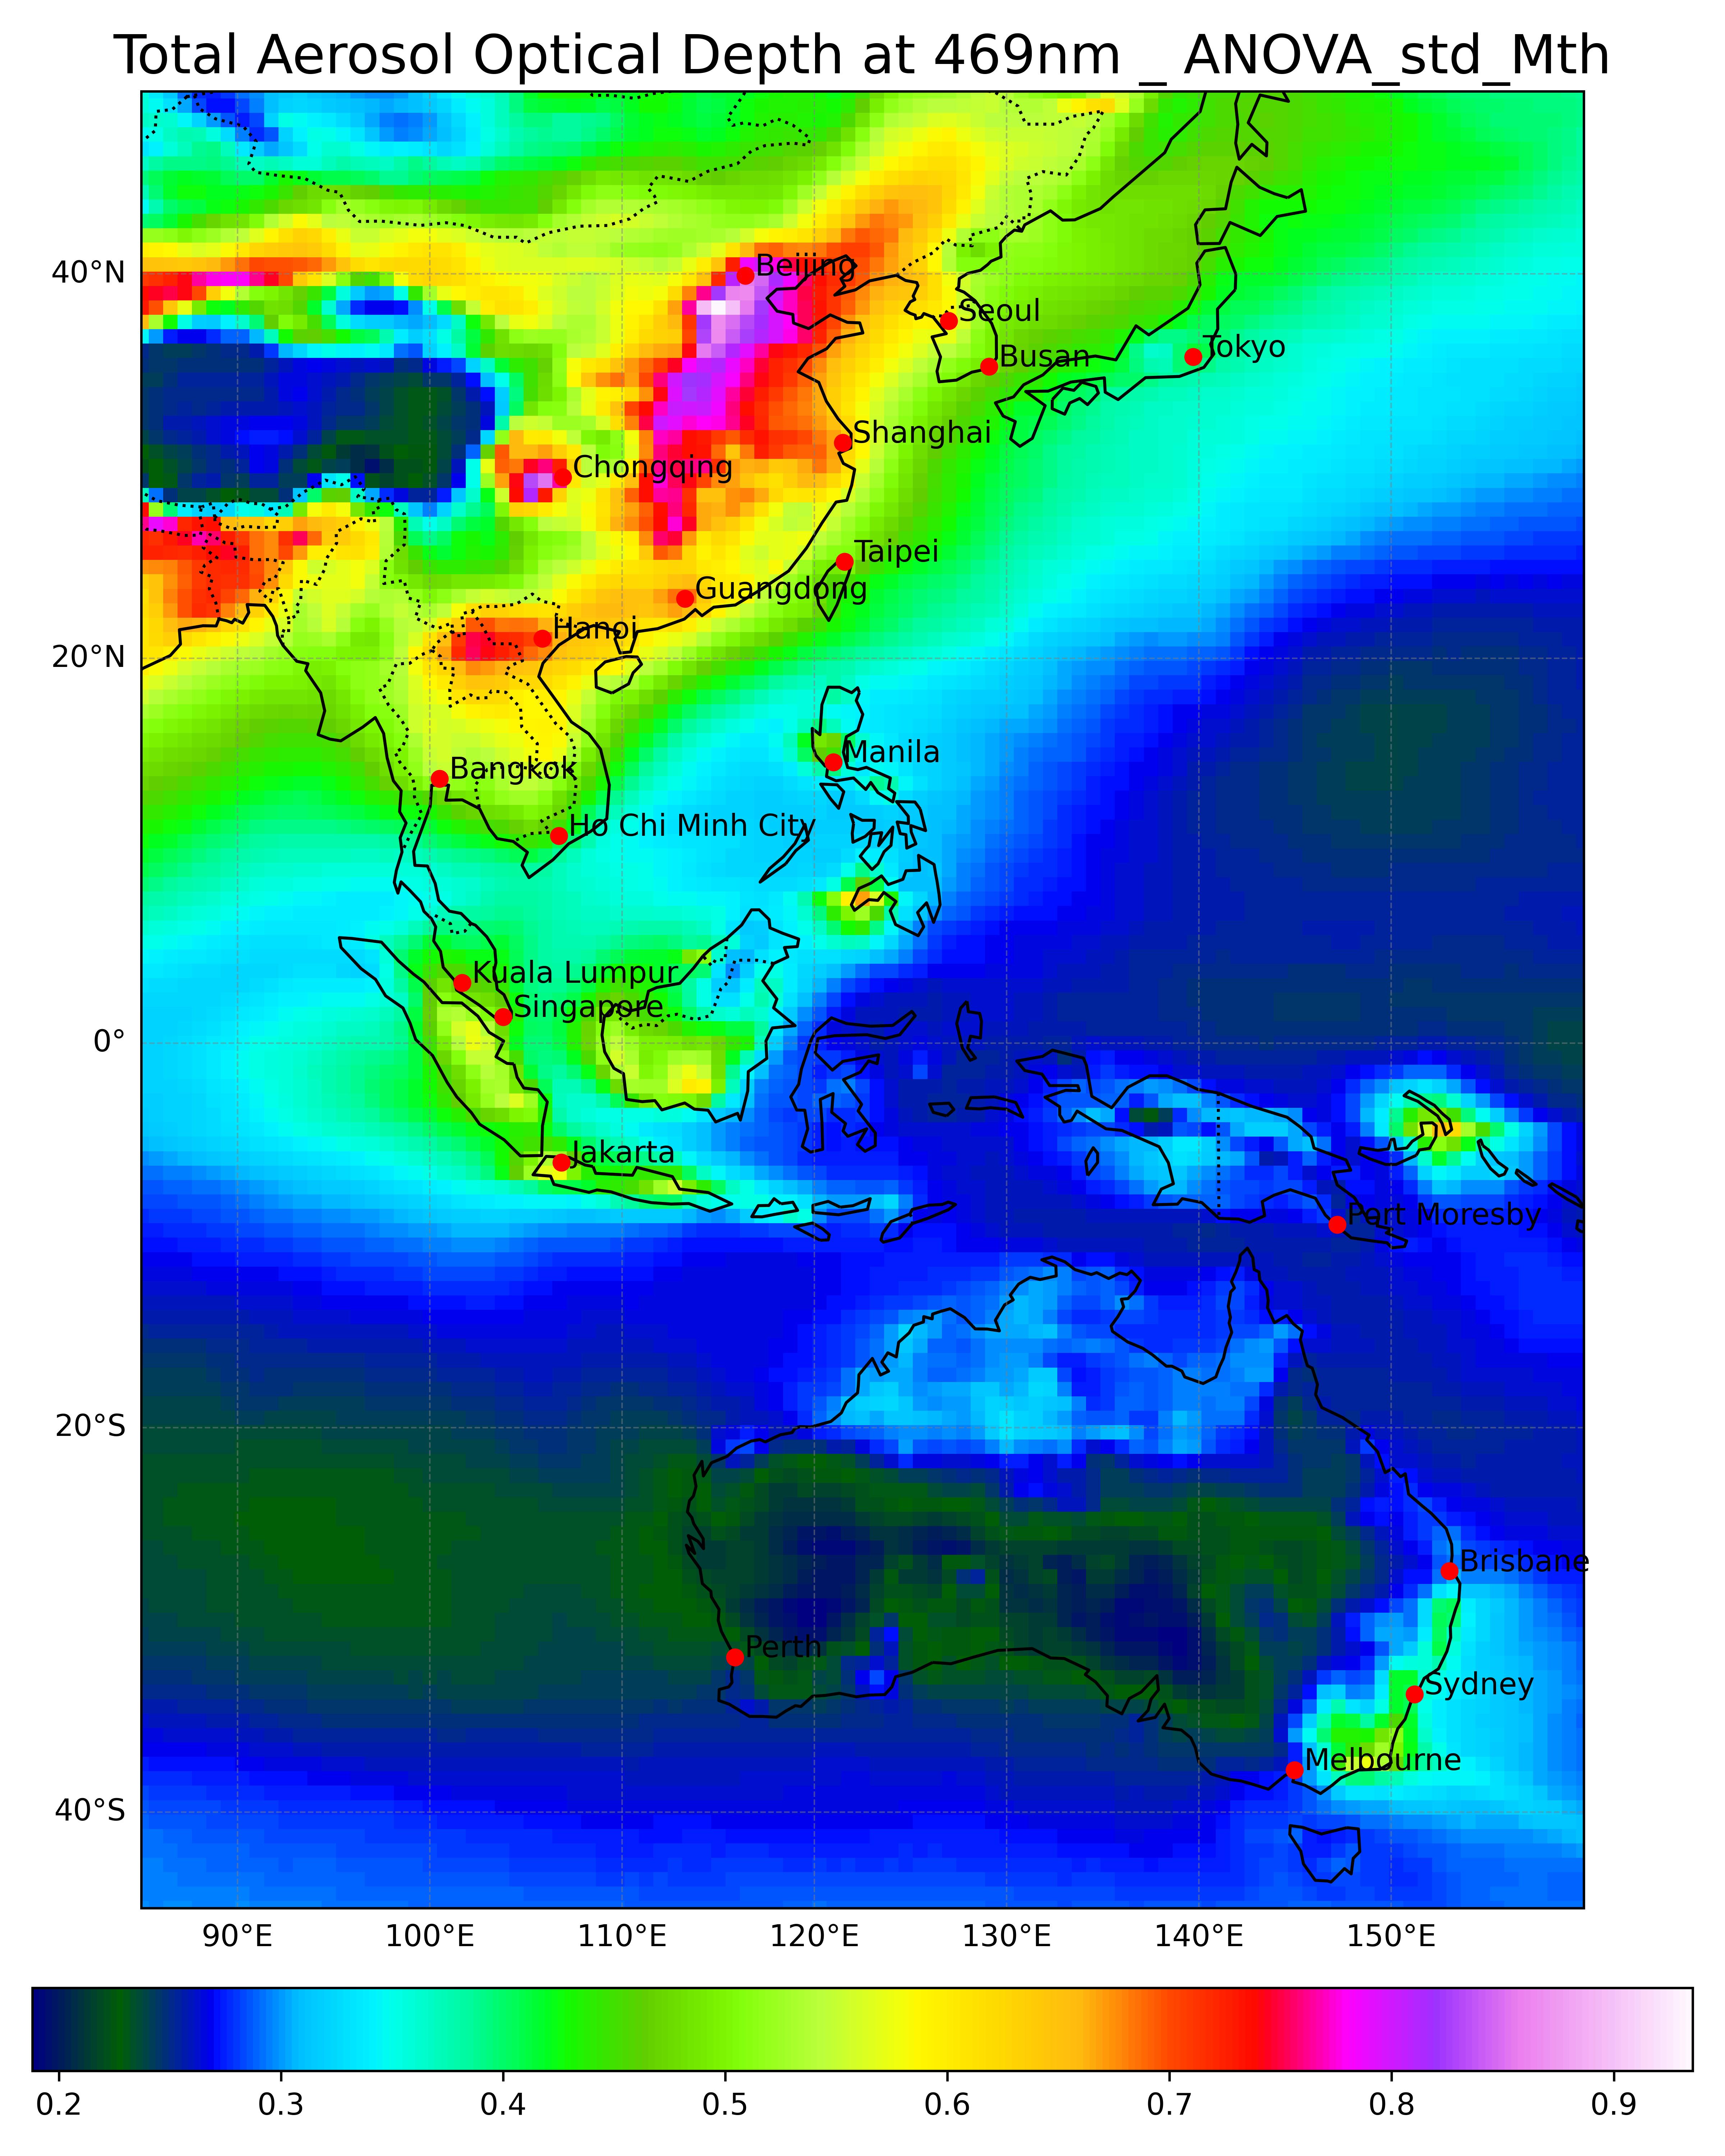 Total Aerosol Optical Depth at 469nm _ ANOVA_std_Mth
40°N
20°N
0°
20°S
40°S
Beijing
Seoul
Busan
Tokyo
Shanghai
Chongqing
Taipei
Guangdong
Hanoi
Manila
Bangkok
Ho Chi Minh City
Kuala Lumpur
Singapore
Jakarta
Port Moresby
Brisbane
Perth
Sydney
Melbourne
90°E 100°E 110°E 120°E 130°E 140°E 150°E
0.2 0.3 0.4 0.5 0.6 0.7 0.8 0.9